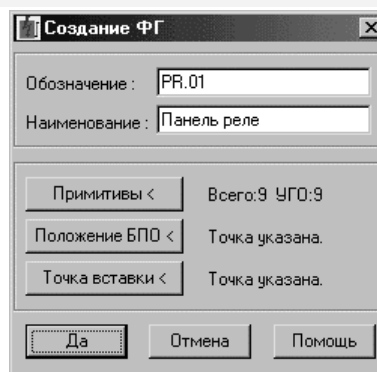 Создание ФГ
Обозначение : PR.01
Наименование : Панель реле
Примитивы < Всего:9 УГО:9
Положение БПО < Точка указана.
Точка вставки < Точка указана.
Да Отмена Помощь